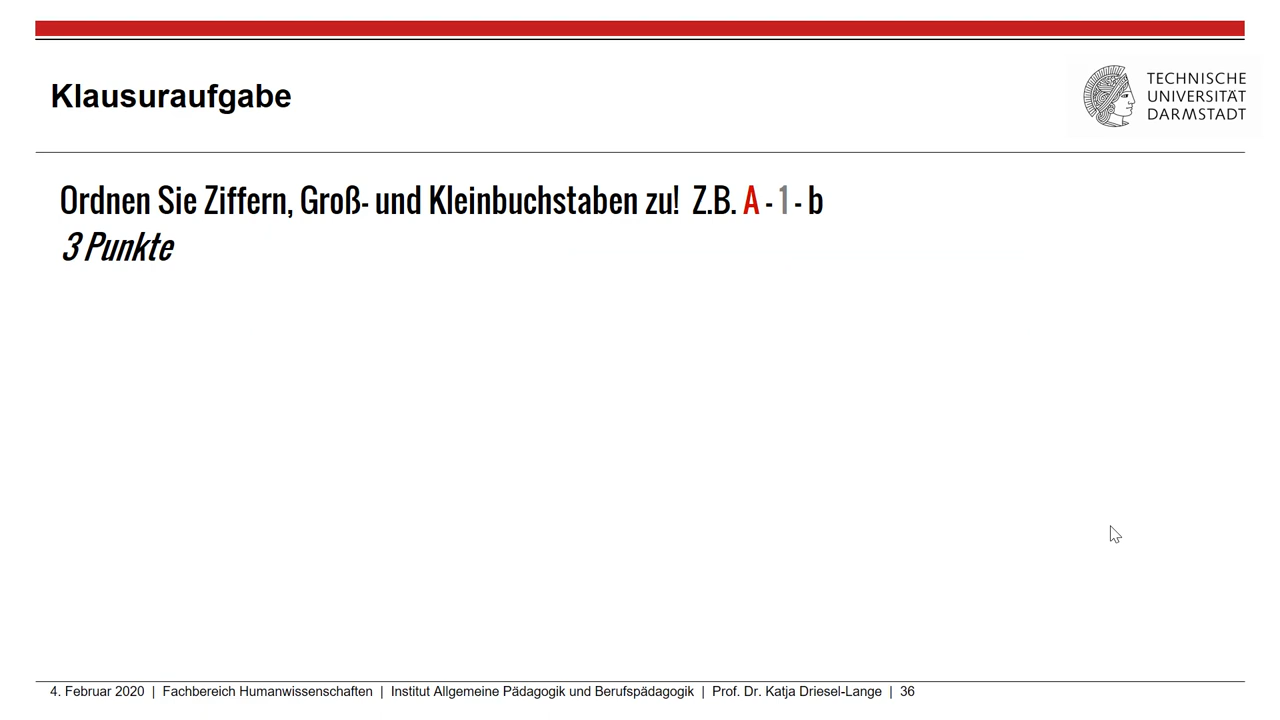 Klausuraufgabe
TECHNISCHE
UNIVERSITÄT
DARMSTADT
Ordnen Sie Ziffern, Groß- und Kleinbuchstaben zu! Z.B. A - 1 - b
3 Punkte
4. Februar 2020 | Fachbereich Humanwissenschaften | Institut Allgemeine Pädagogik und Berufspädagogik | Prof. Dr. Katja Driesel-Lange | 36